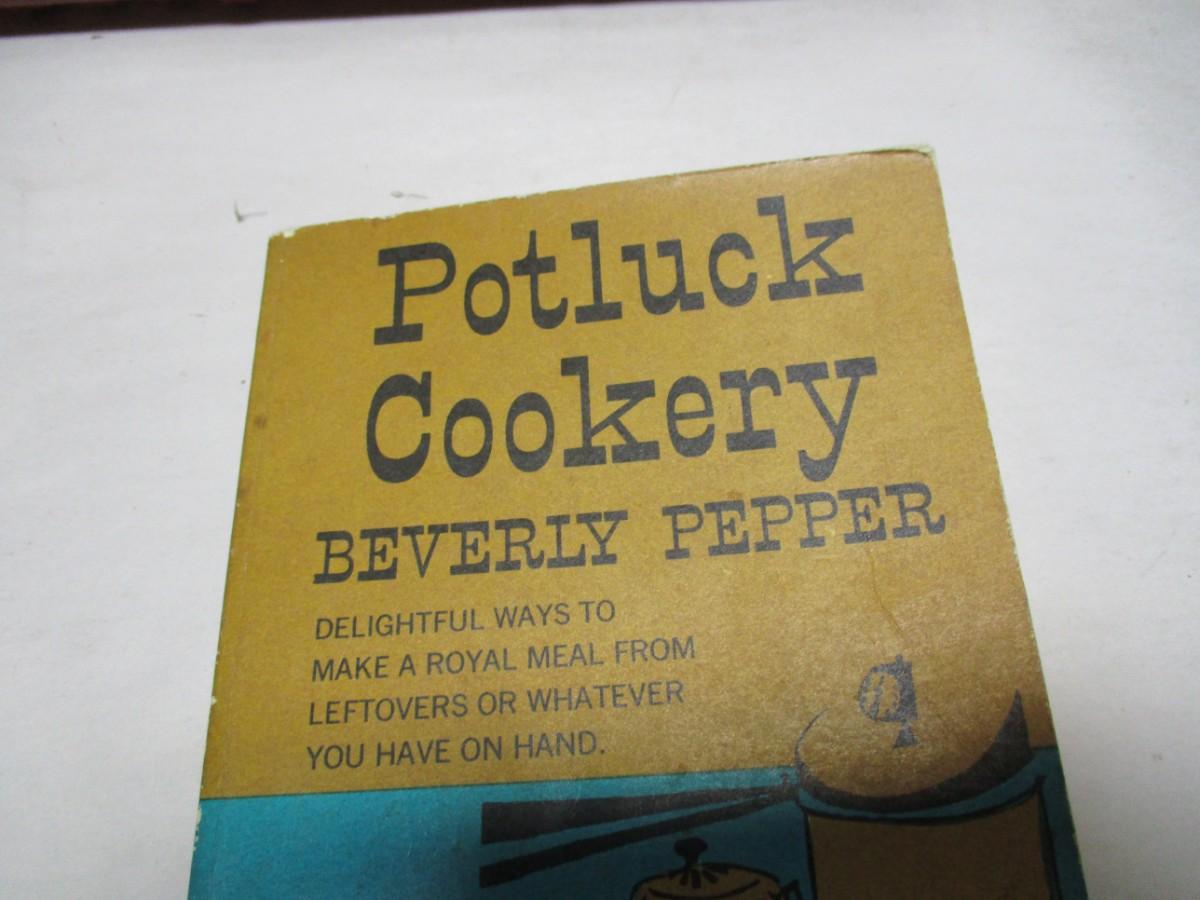 Potluck
Cookery
BEVERLY PEPPER
DELIGHTFUL WAYS TO
MAKE A ROYAL MEAL FROM
LEFTOVERS OR WHATEVER
YOU HAVE ON HAND.